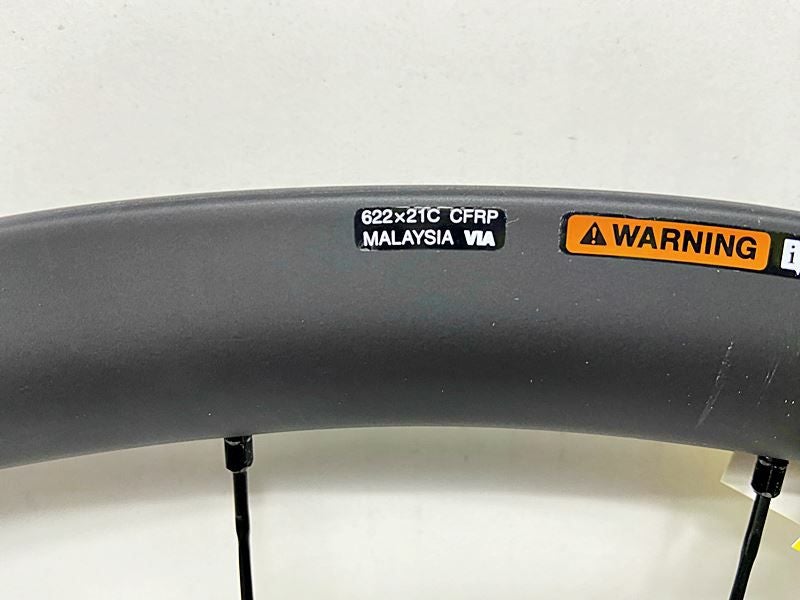 622×21C CFRP
MALAYSIA VIA
WARNING
i